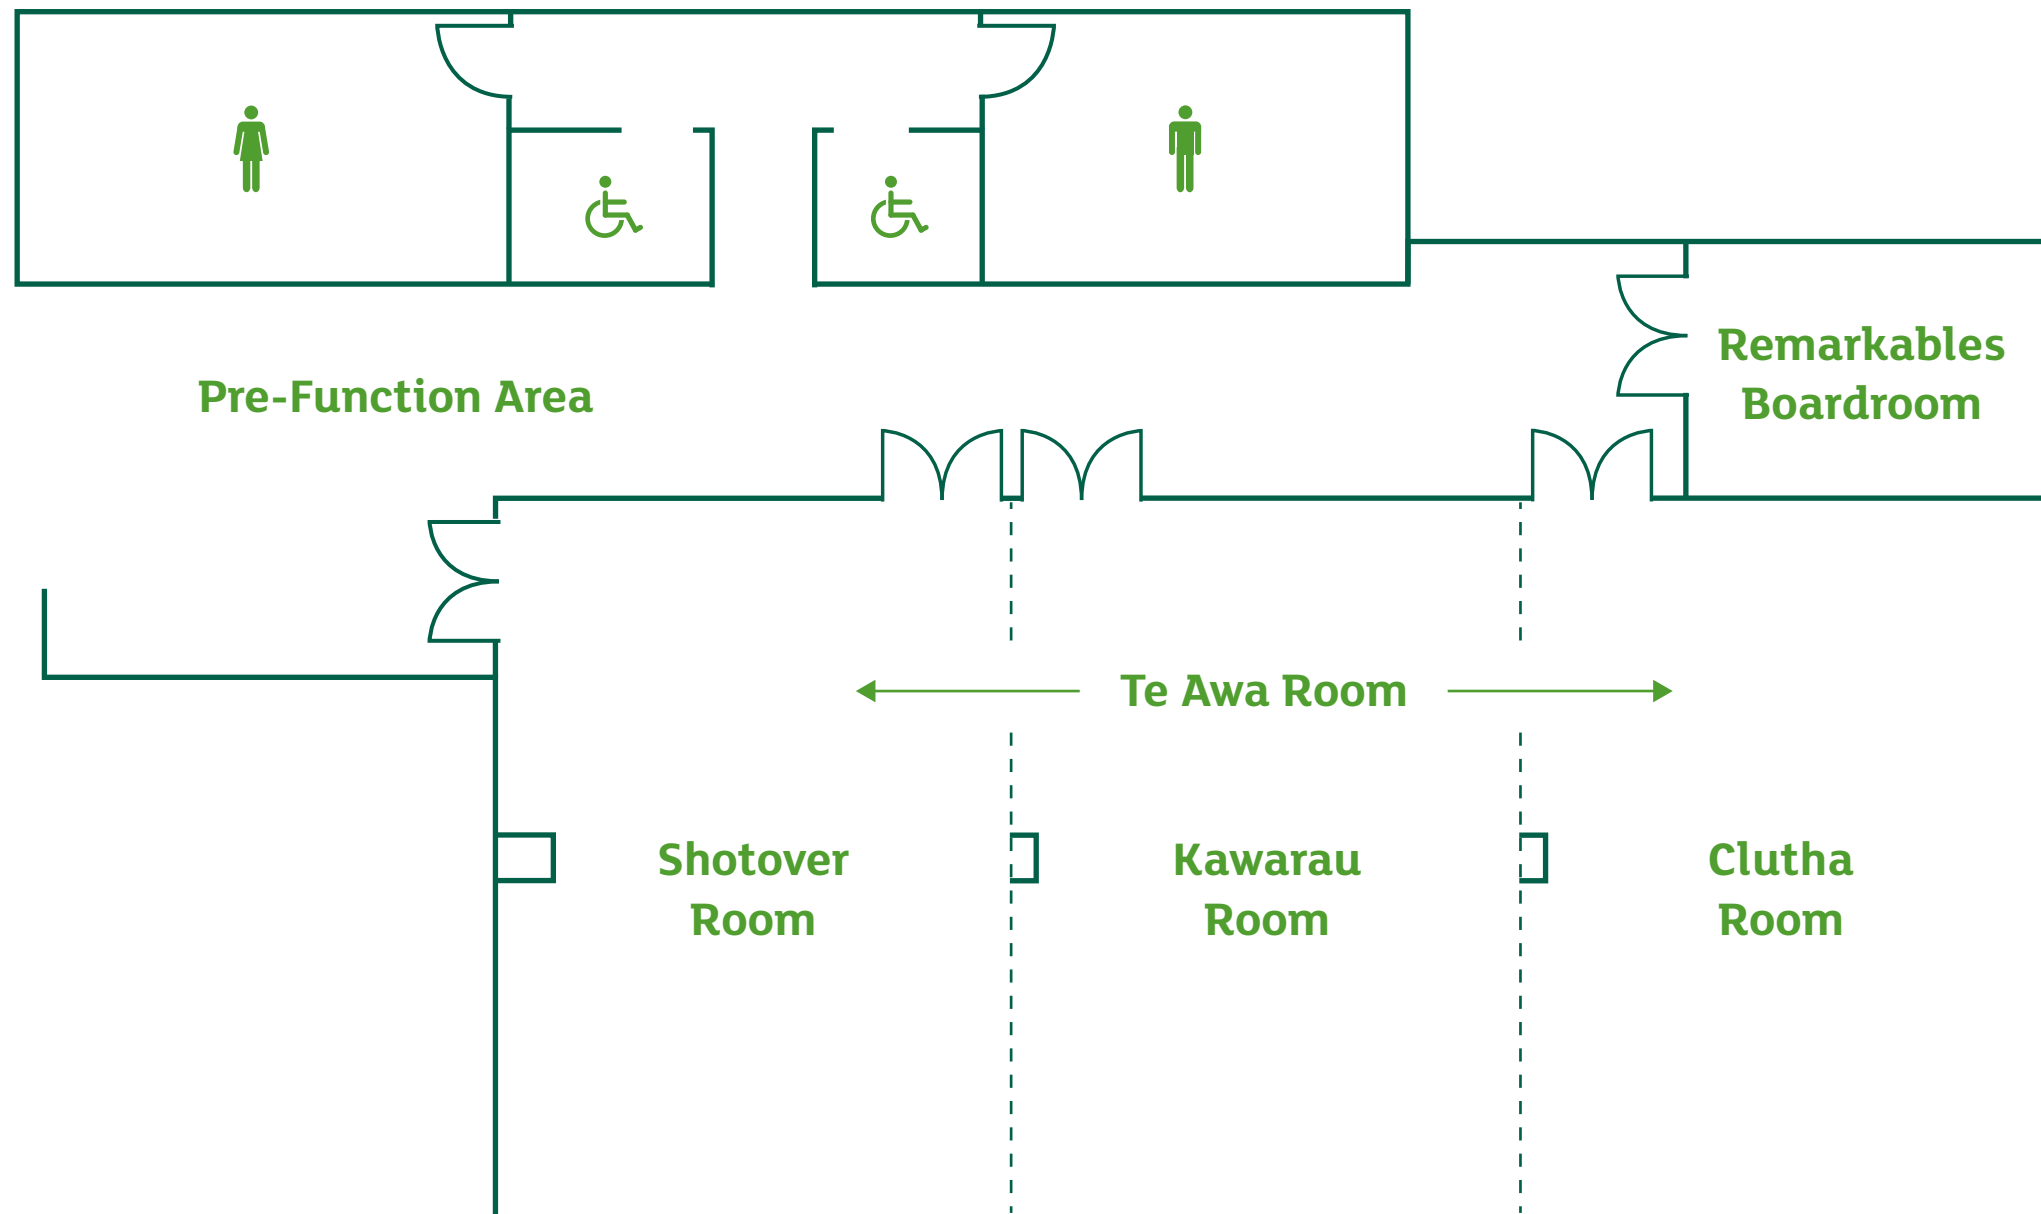 Remarkables
Boardroom
Pre-Function Area
Te Awa Room
Shotover
Room
Kawarau
Room
Clutha
Room